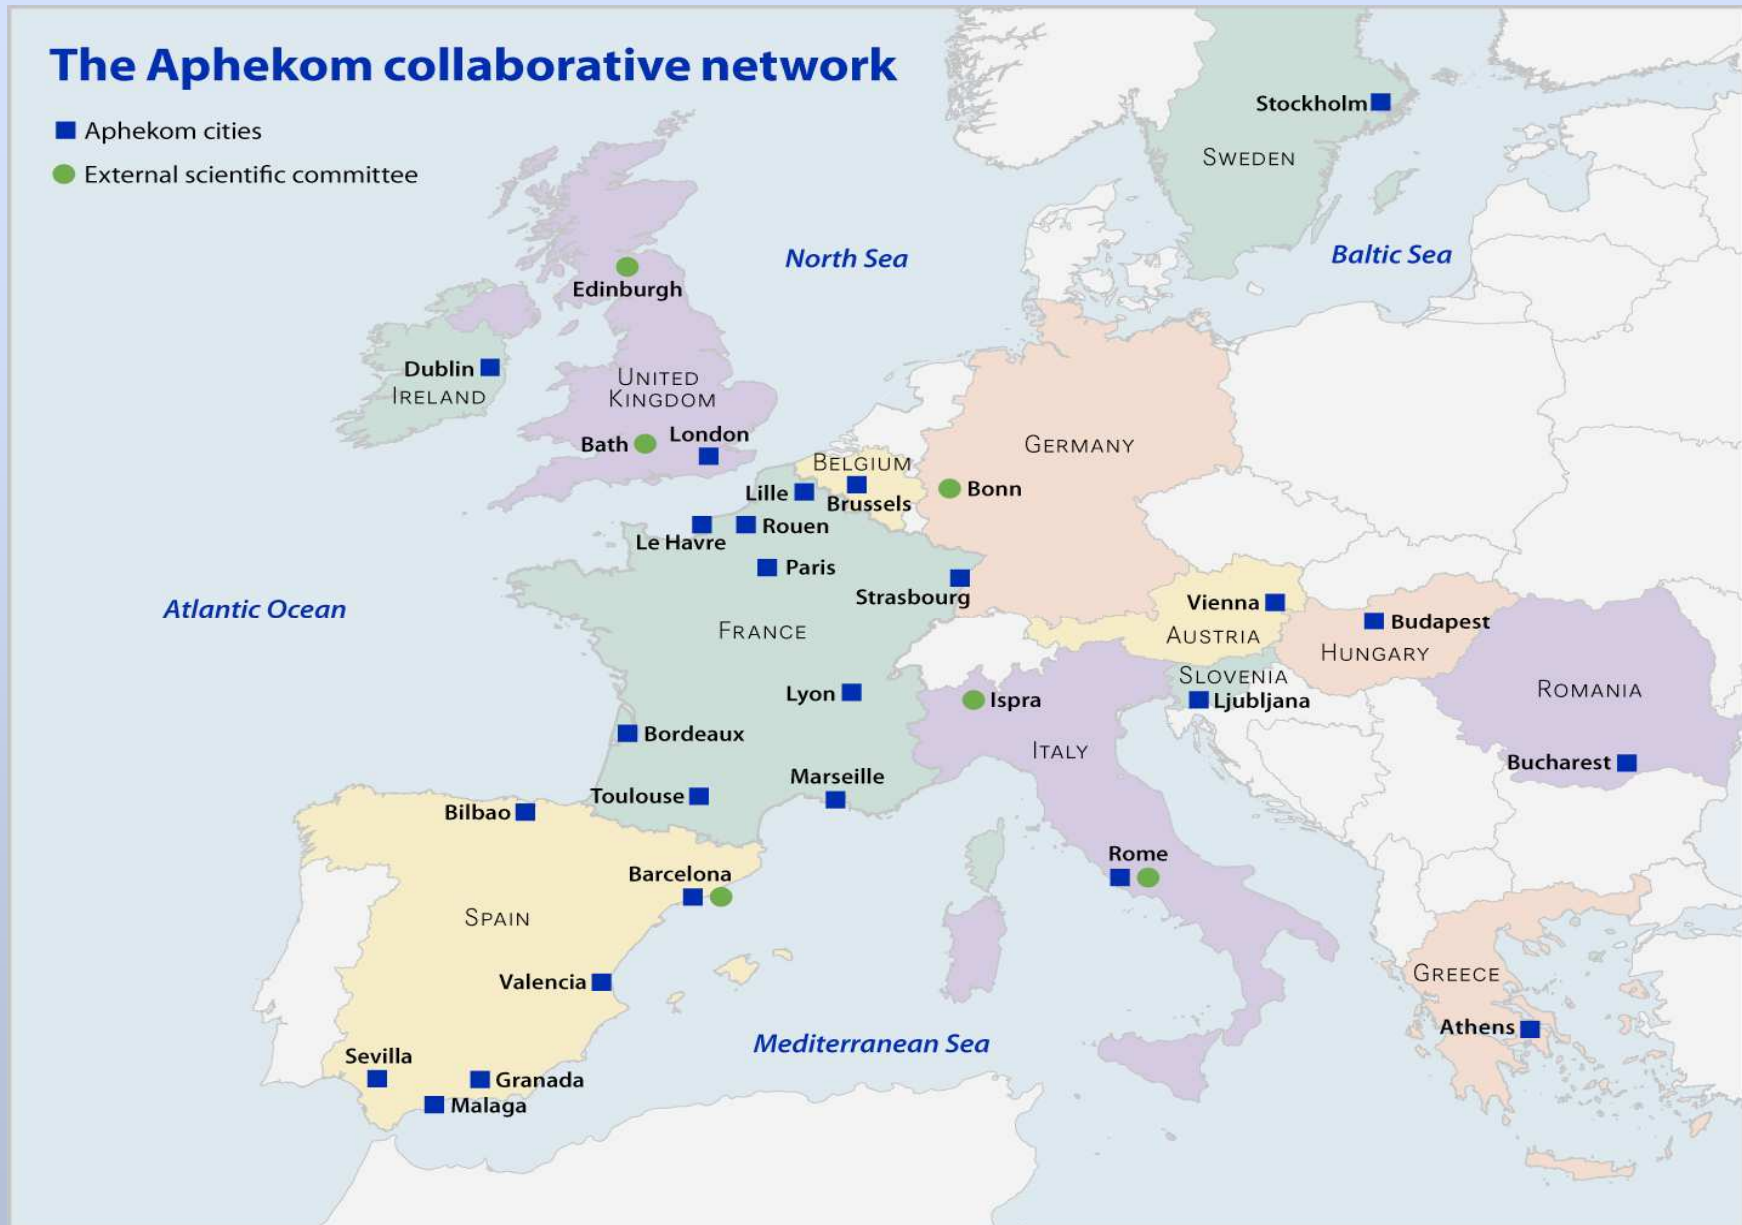 The Aphekom collaborative network
Aphekom cities
External scientific committee
Stockholm
SWEDEN
North Sea
Baltic Sea
Edinburgh
Dublin
IRELAND
UNITED
KINGDOM
Bath
London
GERMANY
BELGIUM
Lille
Brussels
Bonn
Le Havre
Rouen
Paris
Strasbourg
Atlantic Ocean
FRANCE
Vienna
AUSTRIA
Budapest
HUNGARY
SLOVENIA
Ljubljana
ROMANIA
Lyon
Ispra
Bordeaux
ITALY
Bucharest
Marseille
Toulouse
Bilbao
Rome
Barcelona
SPAIN
Valencia
GREECE
Athens
Mediterranean Sea
Sevilla
Granada
Malaga